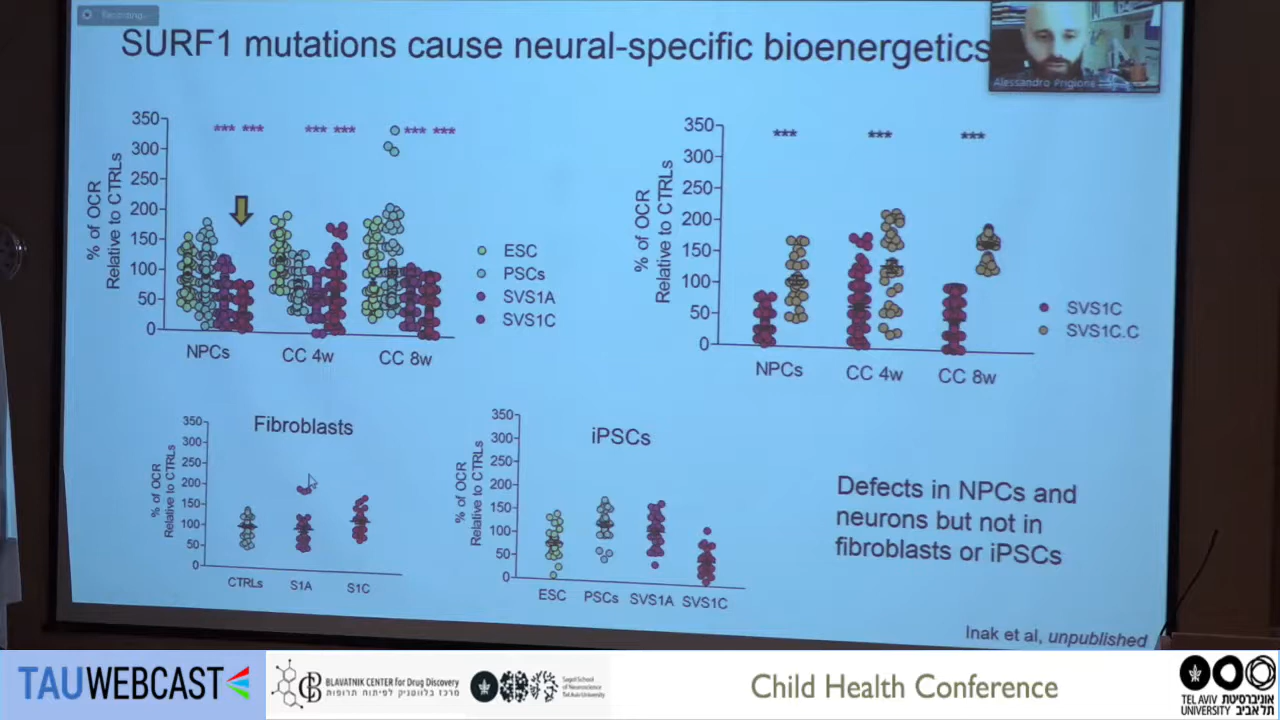 Recording...
SURF1 mutations cause neural-specific bioenergetics
Alessandro Prigione
% of OCR
Relative to CTRLs
350
300
250
200
150
100
50
0
*** *** *** *** *** ***
NPCs CC 4w CC 8w
ESC
PSCs
SVS1A
SVS1C
% of OCR
Relative to CTRLs
350
300
250
200
150
100
50
0
*** *** ***
NPCs CC 4w CC 8w
SVS1C
SVS1C.C
Fibroblasts
% of OCR
Relative to CTRLs
350
300
250
200
150
100
50
0
CTRLs S1A S1C
iPSCs
% of OCR
Relative to CTRLs
350
300
250
200
150
100
50
0
ESC PSCs SVS1A SVS1C
Defects in NPCs and
neurons but not in
fibroblasts or iPSCs
Inak et al, unpublished
TAUWEBCAST
BLAVATNIK CENTER for Drug Discovery
מרכז בלווטניק לפיתוח תרופות
Sagol School
of Neuroscience
Tel Aviv University
Child Health Conference
TEL AVIV אוניברסיטת
UNIVERSITY תל אביב